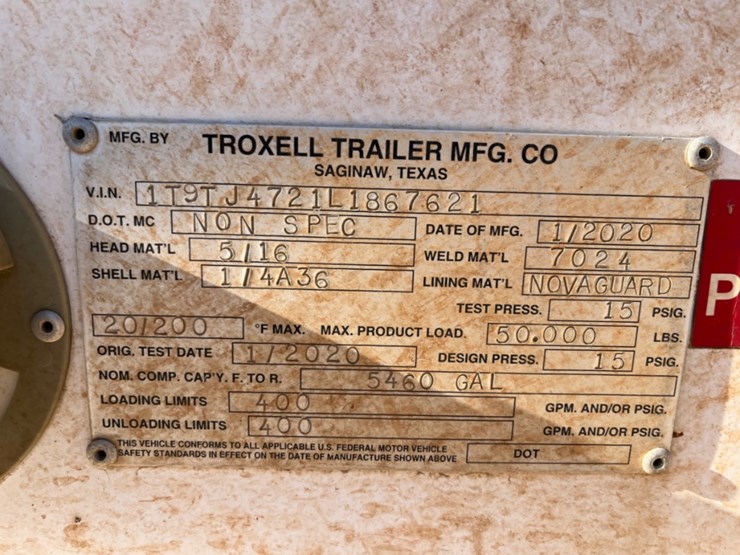 MFG. BY TROXELL TRAILER MFG. CO
SAGINAW, TEXAS
V.I.N. 1T9TJ4721L1867621
D.O.T. MC NON SPEC DATE OF MFG. 1/2020
HEAD MAT'L 5/16 WELD MAT'L 7024
SHELL MAT'L 1/4A36 LINING MAT'L NOVAGUARD
TEST PRESS. 15 PSIG.
20/200 °F MAX. MAX. PRODUCT LOAD. 50.000 LBS.
ORIG. TEST DATE 1/2020 DESIGN PRESS. 15 PSIG.
NOM. COMP. CAP'Y. F. TO R. 5460 GAL
LOADING LIMITS 400 GPM. AND/OR PSIG.
UNLOADING LIMITS 400 GPM. AND/OR PSIG.
THIS VEHICLE CONFORMS TO ALL APPLICABLE U.S. FEDERAL MOTOR VEHICLE
SAFETY STANDARDS IN EFFECT ON THE DATE OF MANUFACTURE SHOWN ABOVE DOT
P